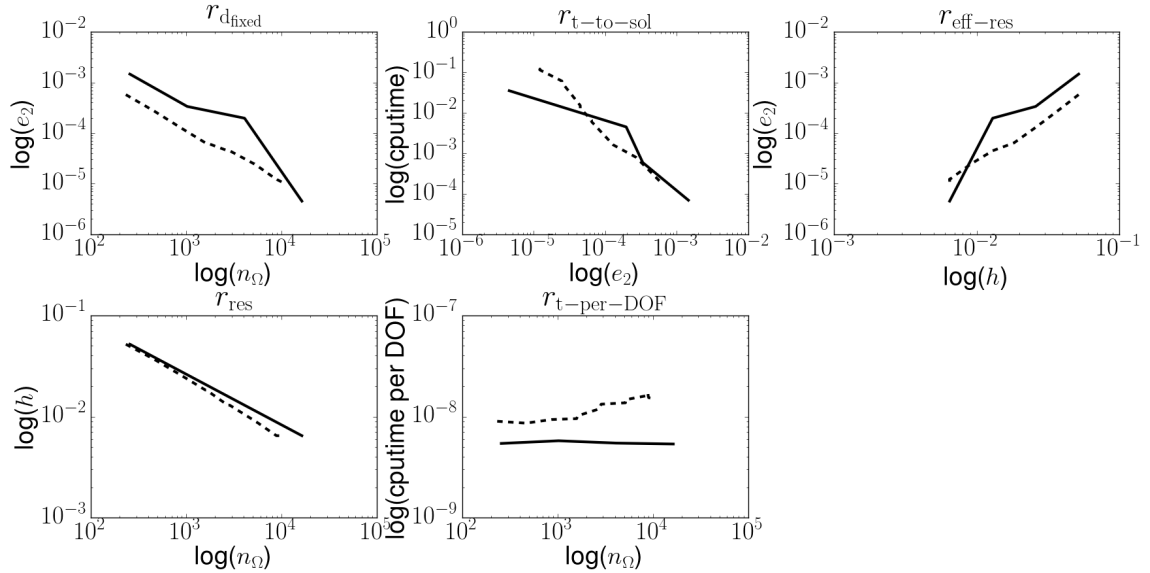 r_{d_{fixed}}
log(e_2)
10^{-2}
10^{-3}
10^{-4}
10^{-5}
10^{-6}
10^2 10^3 10^4 10^5
log(n_Ω)
r_{t-to-sol}
log(cputime)
10^0
10^{-1}
10^{-2}
10^{-3}
10^{-4}
10^{-5}
10^{-6} 10^{-5} 10^{-4} 10^{-3} 10^{-2}
log(e_2)
r_{eff-res}
log(e_2)
10^{-2}
10^{-3}
10^{-4}
10^{-5}
10^{-6}
10^{-3} 10^{-2} 10^{-1}
log(h)
r_{res}
log(h)
10^{-1}
10^{-2}
10^{-3}
10^2 10^3 10^4 10^5
log(n_Ω)
r_{t-per-DOF}
log(cputime per DOF)
10^{-7}
10^{-8}
10^{-9}
10^2 10^3 10^4 10^5
log(n_Ω)